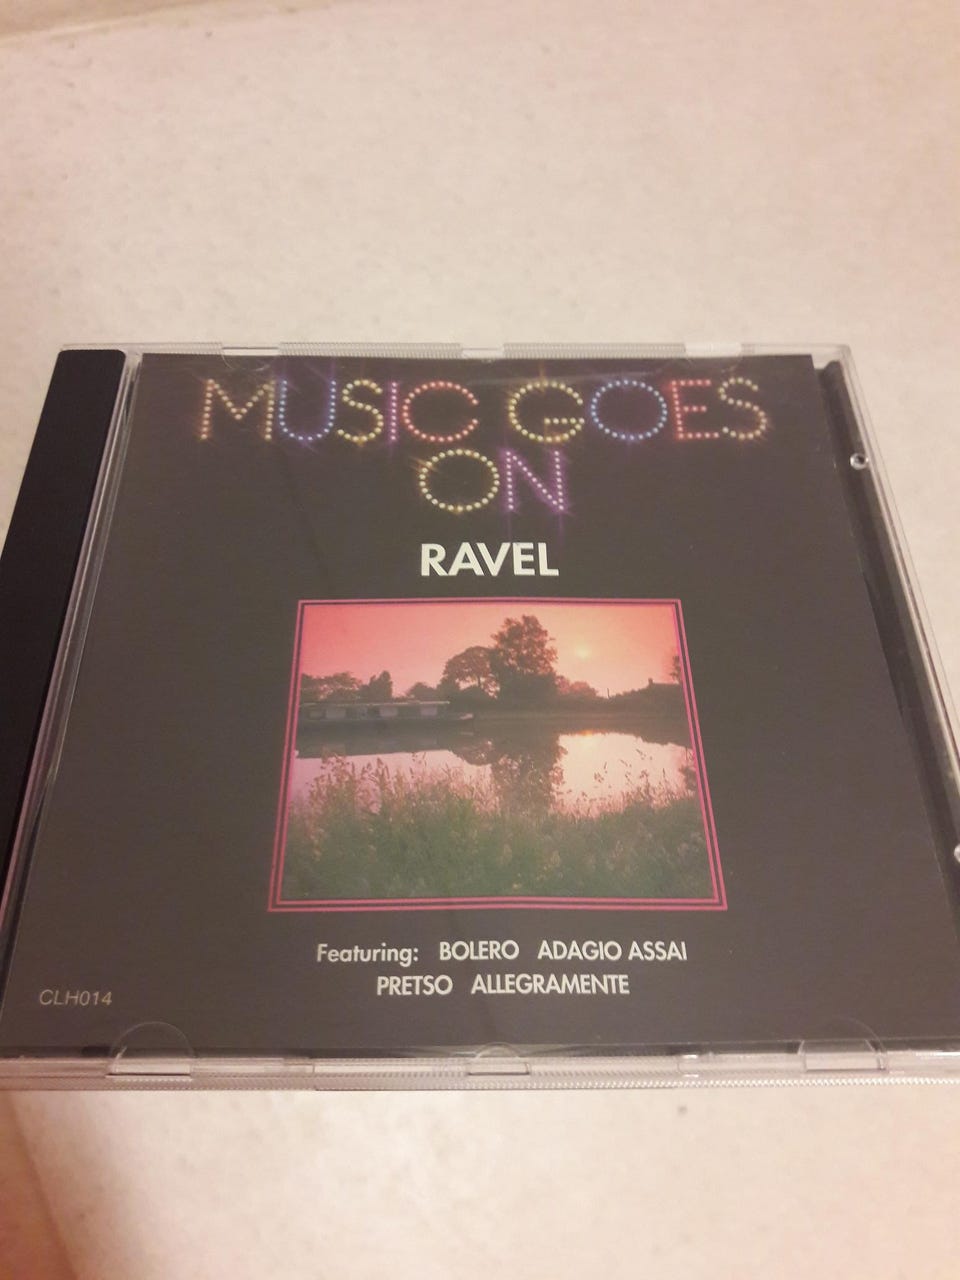 MUSIC GOES
ON
RAVEL
Featuring: BOLERO ADAGIO ASSAI
PRETSO ALLEGRAMENTE
CLH014